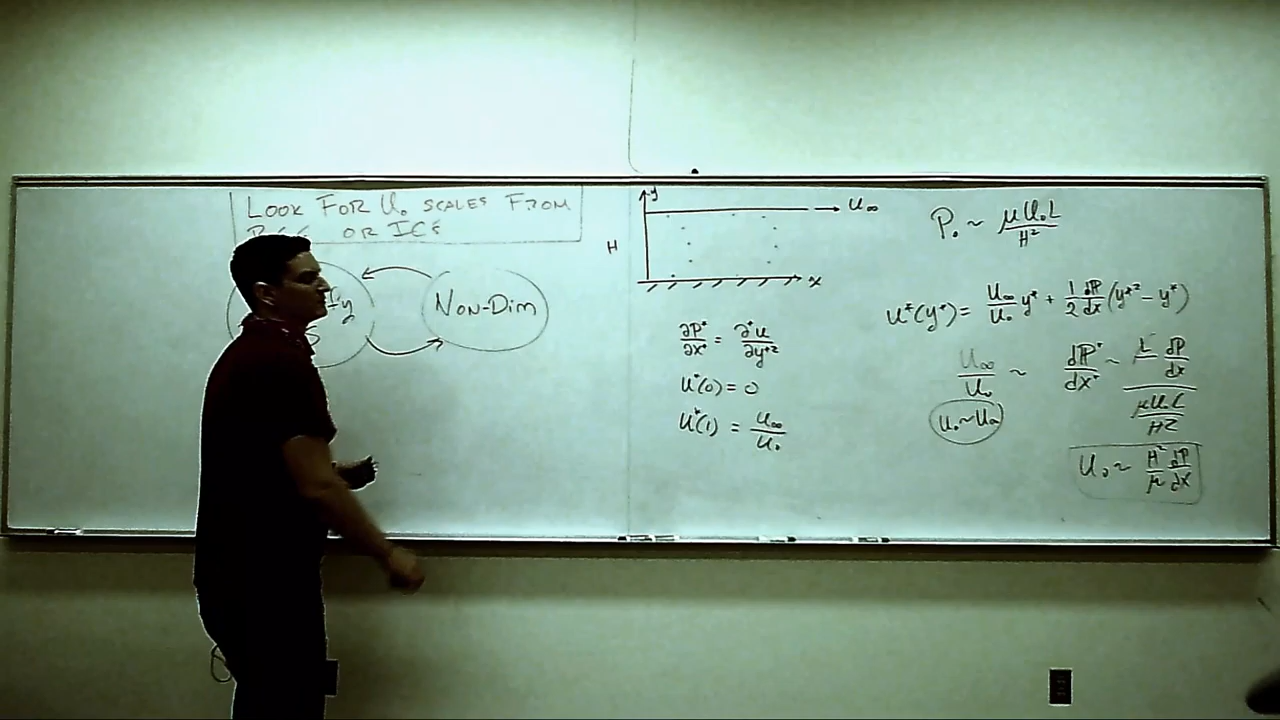 LOOK FOR U₀ SCALES FROM
OR ICE
NON-DIM
y
U∞
H
x
∂P*/∂x* = ∂²u/∂y*²
U*(0) = 0
U*(1) = U∞/U₀
P₀ ~ μU₀L/H²
U*(y*) = U∞/U₀ y* + 1/2 dP/dx (y*² - y*)
U∞/U₀ ~ dP*/dx* ~ L dP/dx / μU₀L/H²
U₀~U∞
U₀ ~ H²/μ dP/dx